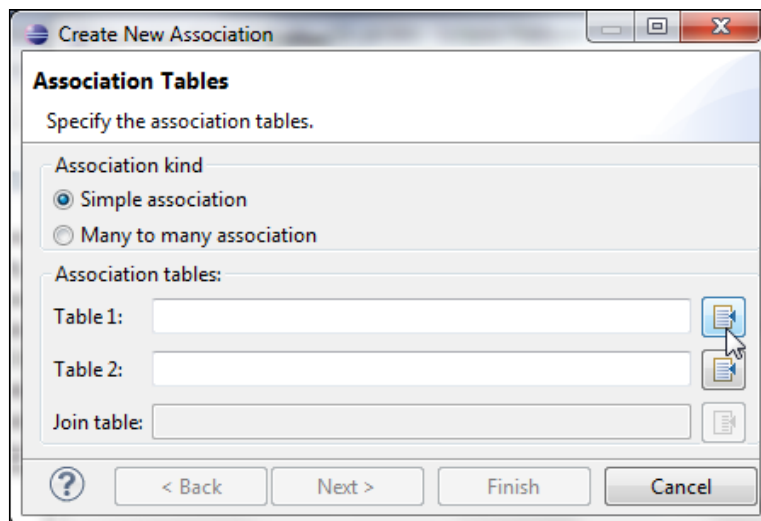 Create New Association
Association Tables
Specify the association tables.
Association kind
Simple association
Many to many association
Association tables:
Table 1:
Table 2:
Join table:
? < Back Next > Finish Cancel